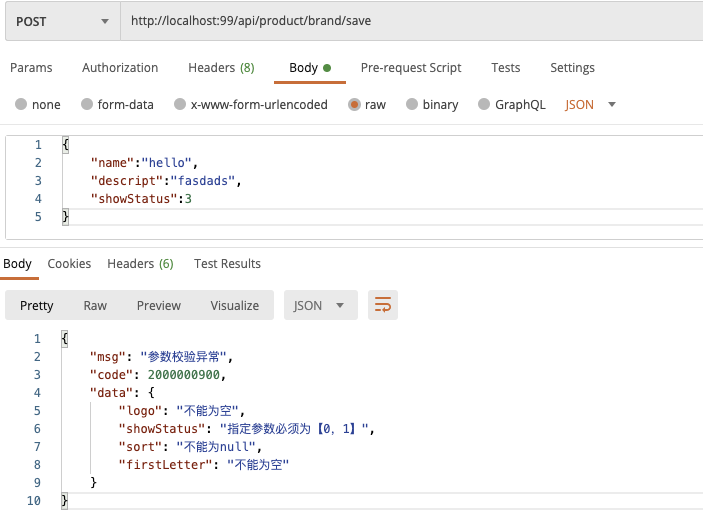 POST http://localhost:99/api/product/brand/save
Params Authorization Headers (8) Body Pre-request Script Tests Settings
none form-data x-www-form-urlencoded raw binary GraphQL JSON
1 {
2 "name":"hello",
3 "descript":"fasdads",
4 "showStatus":3
5 }
Body Cookies Headers (6) Test Results
Pretty Raw Preview Visualize JSON
1 {
2 "msg": "参数校验异常",
3 "code": 2000000900,
4 "data": {
5 "logo": "不能为空",
6 "showStatus": "指定参数必须为【0, 1】",
7 "sort": "不能为null",
8 "firstLetter": "不能为空"
9 }
10 }